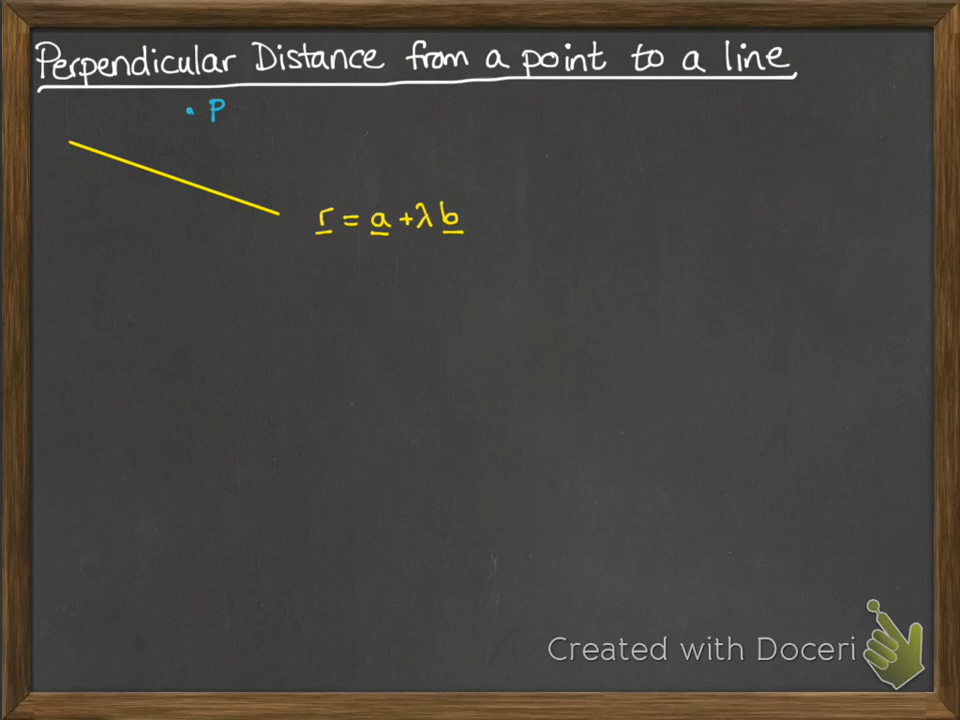 Perpendicular Distance from a point to a line
P
r = a + λ b
Created with Doceri